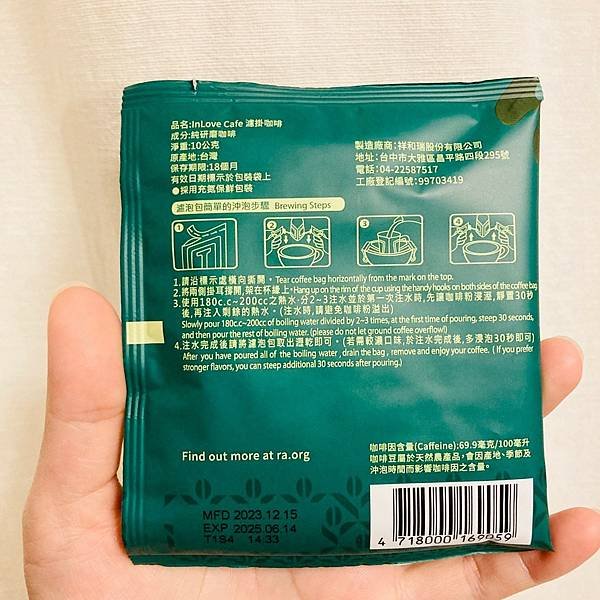 品名:InLove Cafe 濾掛咖啡
成分:純研磨咖啡
淨重:10公克
原產地:台灣
保存期限:18個月
有效日期標示於包裝袋上
●採用充氮保鮮包裝
製造廠商:祥和瑞股份有限公司
地址:台中市大雅區昌平路四段295號
電話:04-22587517
工廠登記編號:99703419
濾泡包簡單的沖泡步驟 Brewing Steps
1 2 3 4
1.請沿標示處橫向撕開。Tear coffee bag horizontally from the mark on the top.
2.將兩側掛耳撐開,架在杯緣上。Hang up on the rim of the cup using the handy hooks on both sides of the coffee bag
3.使用180c.c~200cc之熱水,分2~3注水並於第一次注水時,先讓咖啡粉浸溼,靜置30秒
後,再注入剩餘的熱水。(注水時,請避免咖啡粉溢出)
Slowly pour 180c.c~200cc of boiling water divided by 2~3 times, at the first time of pouring, steep 30 seconds,
and then pour the rest of boiling water. (please do not let ground coffee overflow!)
4.注水完成後請將濾泡包取出瀝乾即可。(若需較濃口味,於注水完成後,多浸泡30秒即可)
After you have poured all of the boiling water , drain the bag , remove and enjoy your coffee. ( If you prefer
stronger flavors, you can steep additional 30 seconds after pouring.)
咖啡因含量(Caffeine):69.9毫克/100毫升
咖啡豆屬於天然農產品,會因產地、季節及
沖泡時間而影響咖啡因之含量。
Find out more at ra.org
MFD 2023.12.15
EXP 2025.06.14
T184 14:33
4 718000 169959